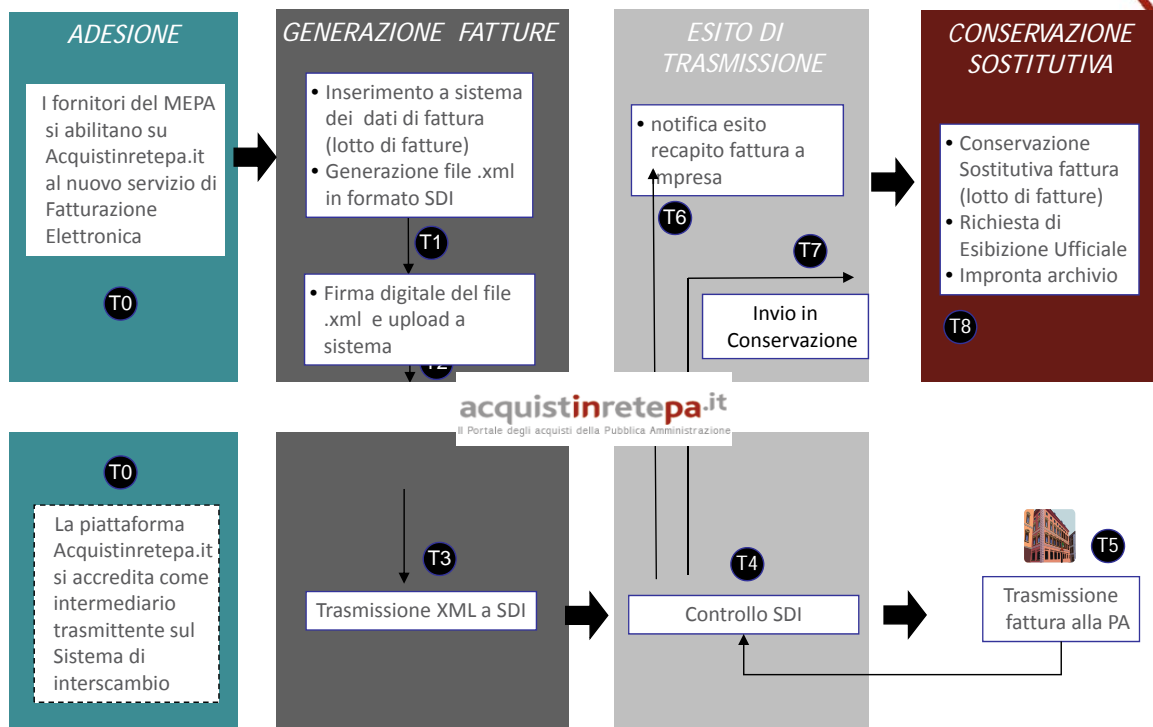 ADESIONE
I fornitori del MEPA
si abilitano su
Acquistinretepa.it
al nuovo servizio di
Fatturazione
Elettronica
T0
GENERAZIONE FATTURE
• Inserimento a sistema
dei dati di fattura
(lotto di fatture)
• Generazione file .xml
in formato SDI
T1
• Firma digitale del file
.xml e upload a
sistema
T2
ESITO DI
TRASMISSIONE
• notifica esito
recapito fattura a
impresa
T6
T7
Invio in
Conservazione
CONSERVAZIONE
SOSTITUTIVA
• Conservazione
Sostitutiva fattura
(lotto di fatture)
• Richiesta di
Esibizione Ufficiale
• Impronta archivio
T8
acquistinretepa.it
Il Portale degli acquisti della Pubblica Amministrazione
T0
La piattaforma
Acquistinretepa.it
si accredita come
intermediario
trasmittente sul
Sistema di
interscambio
T3
Trasmissione XML a SDI
T4
Controllo SDI
T5
Trasmissione
fattura alla PA